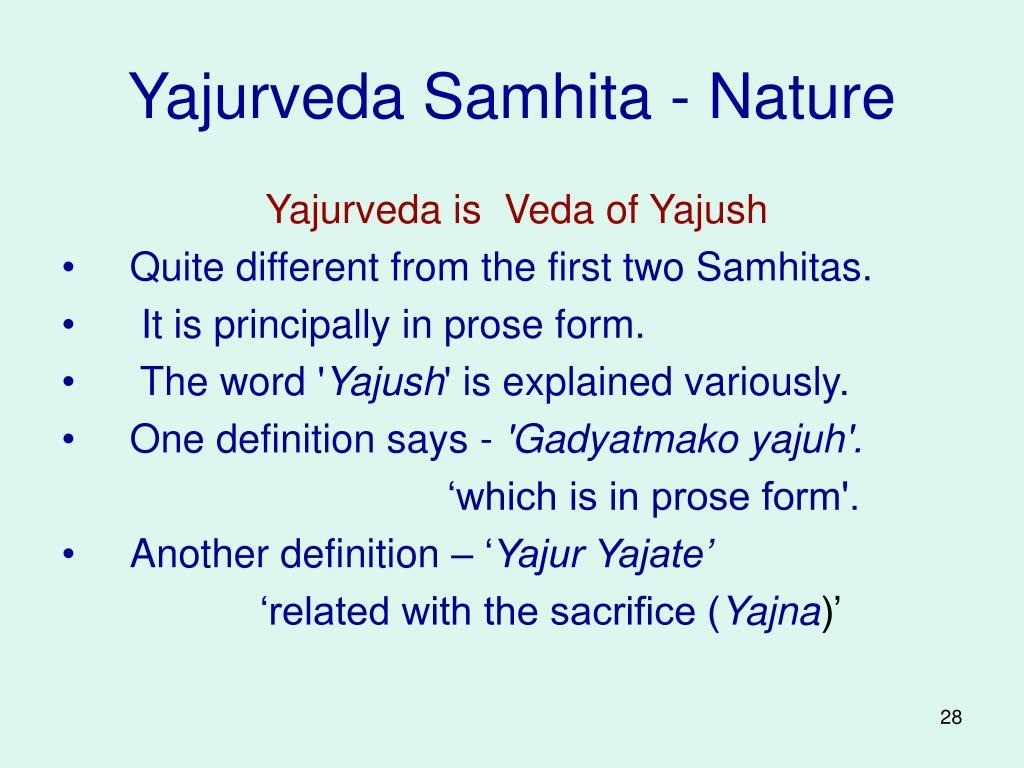 Yajurveda Samhita - Nature
Yajurveda is  Veda of Yajush
• Quite different from the first two Samhitas.
• It is principally in prose form.
• The word 'Yajush' is explained variously.
• One definition says - 'Gadyatmako yajuh'.
‘which is in prose form'.
• Another definition – ‘Yajur Yajate’
‘related with the sacrifice (Yajna)’
28